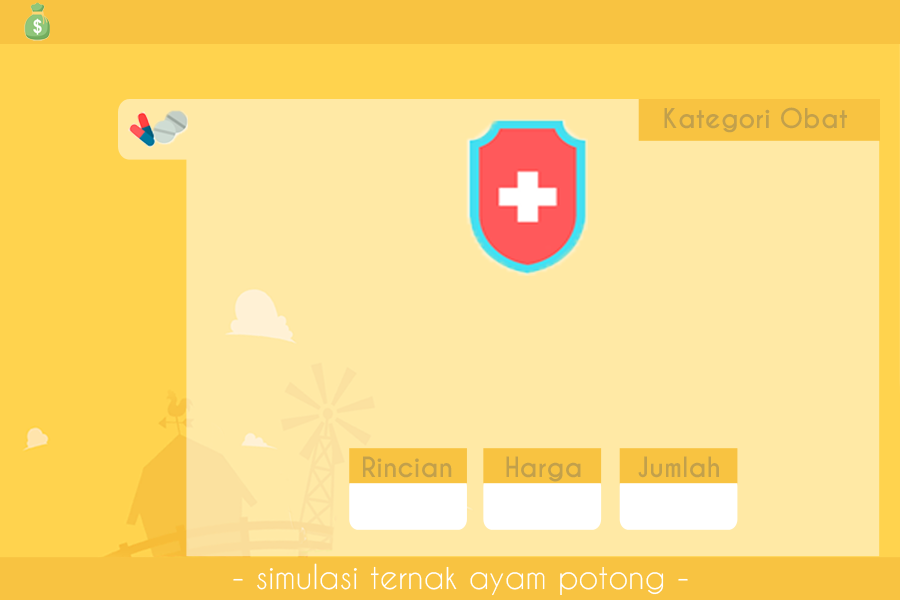 $
Kategori Obat
Rincian
Harga
Jumlah
- simulasi ternak ayam potong -